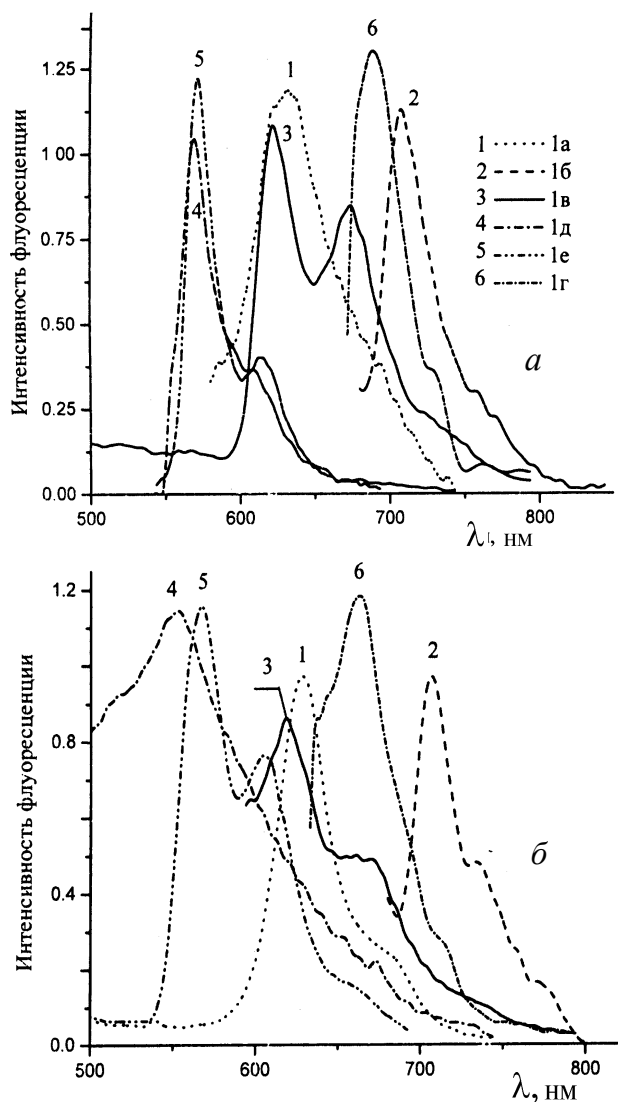 Интенсивность флуоресценции
1.25
1.00
0.75
0.50
0.25
0.00
5
1
6
2
3
4
1 1а
2 1б
3 1в
4 1д
5 1е
6 1г
а
500 600 700 800
λ, нм
Интенсивность флуоресценции
1.2
0.8
0.4
0.0
4
5
3
1
6
2
б
500 600 700 800
λ, нм